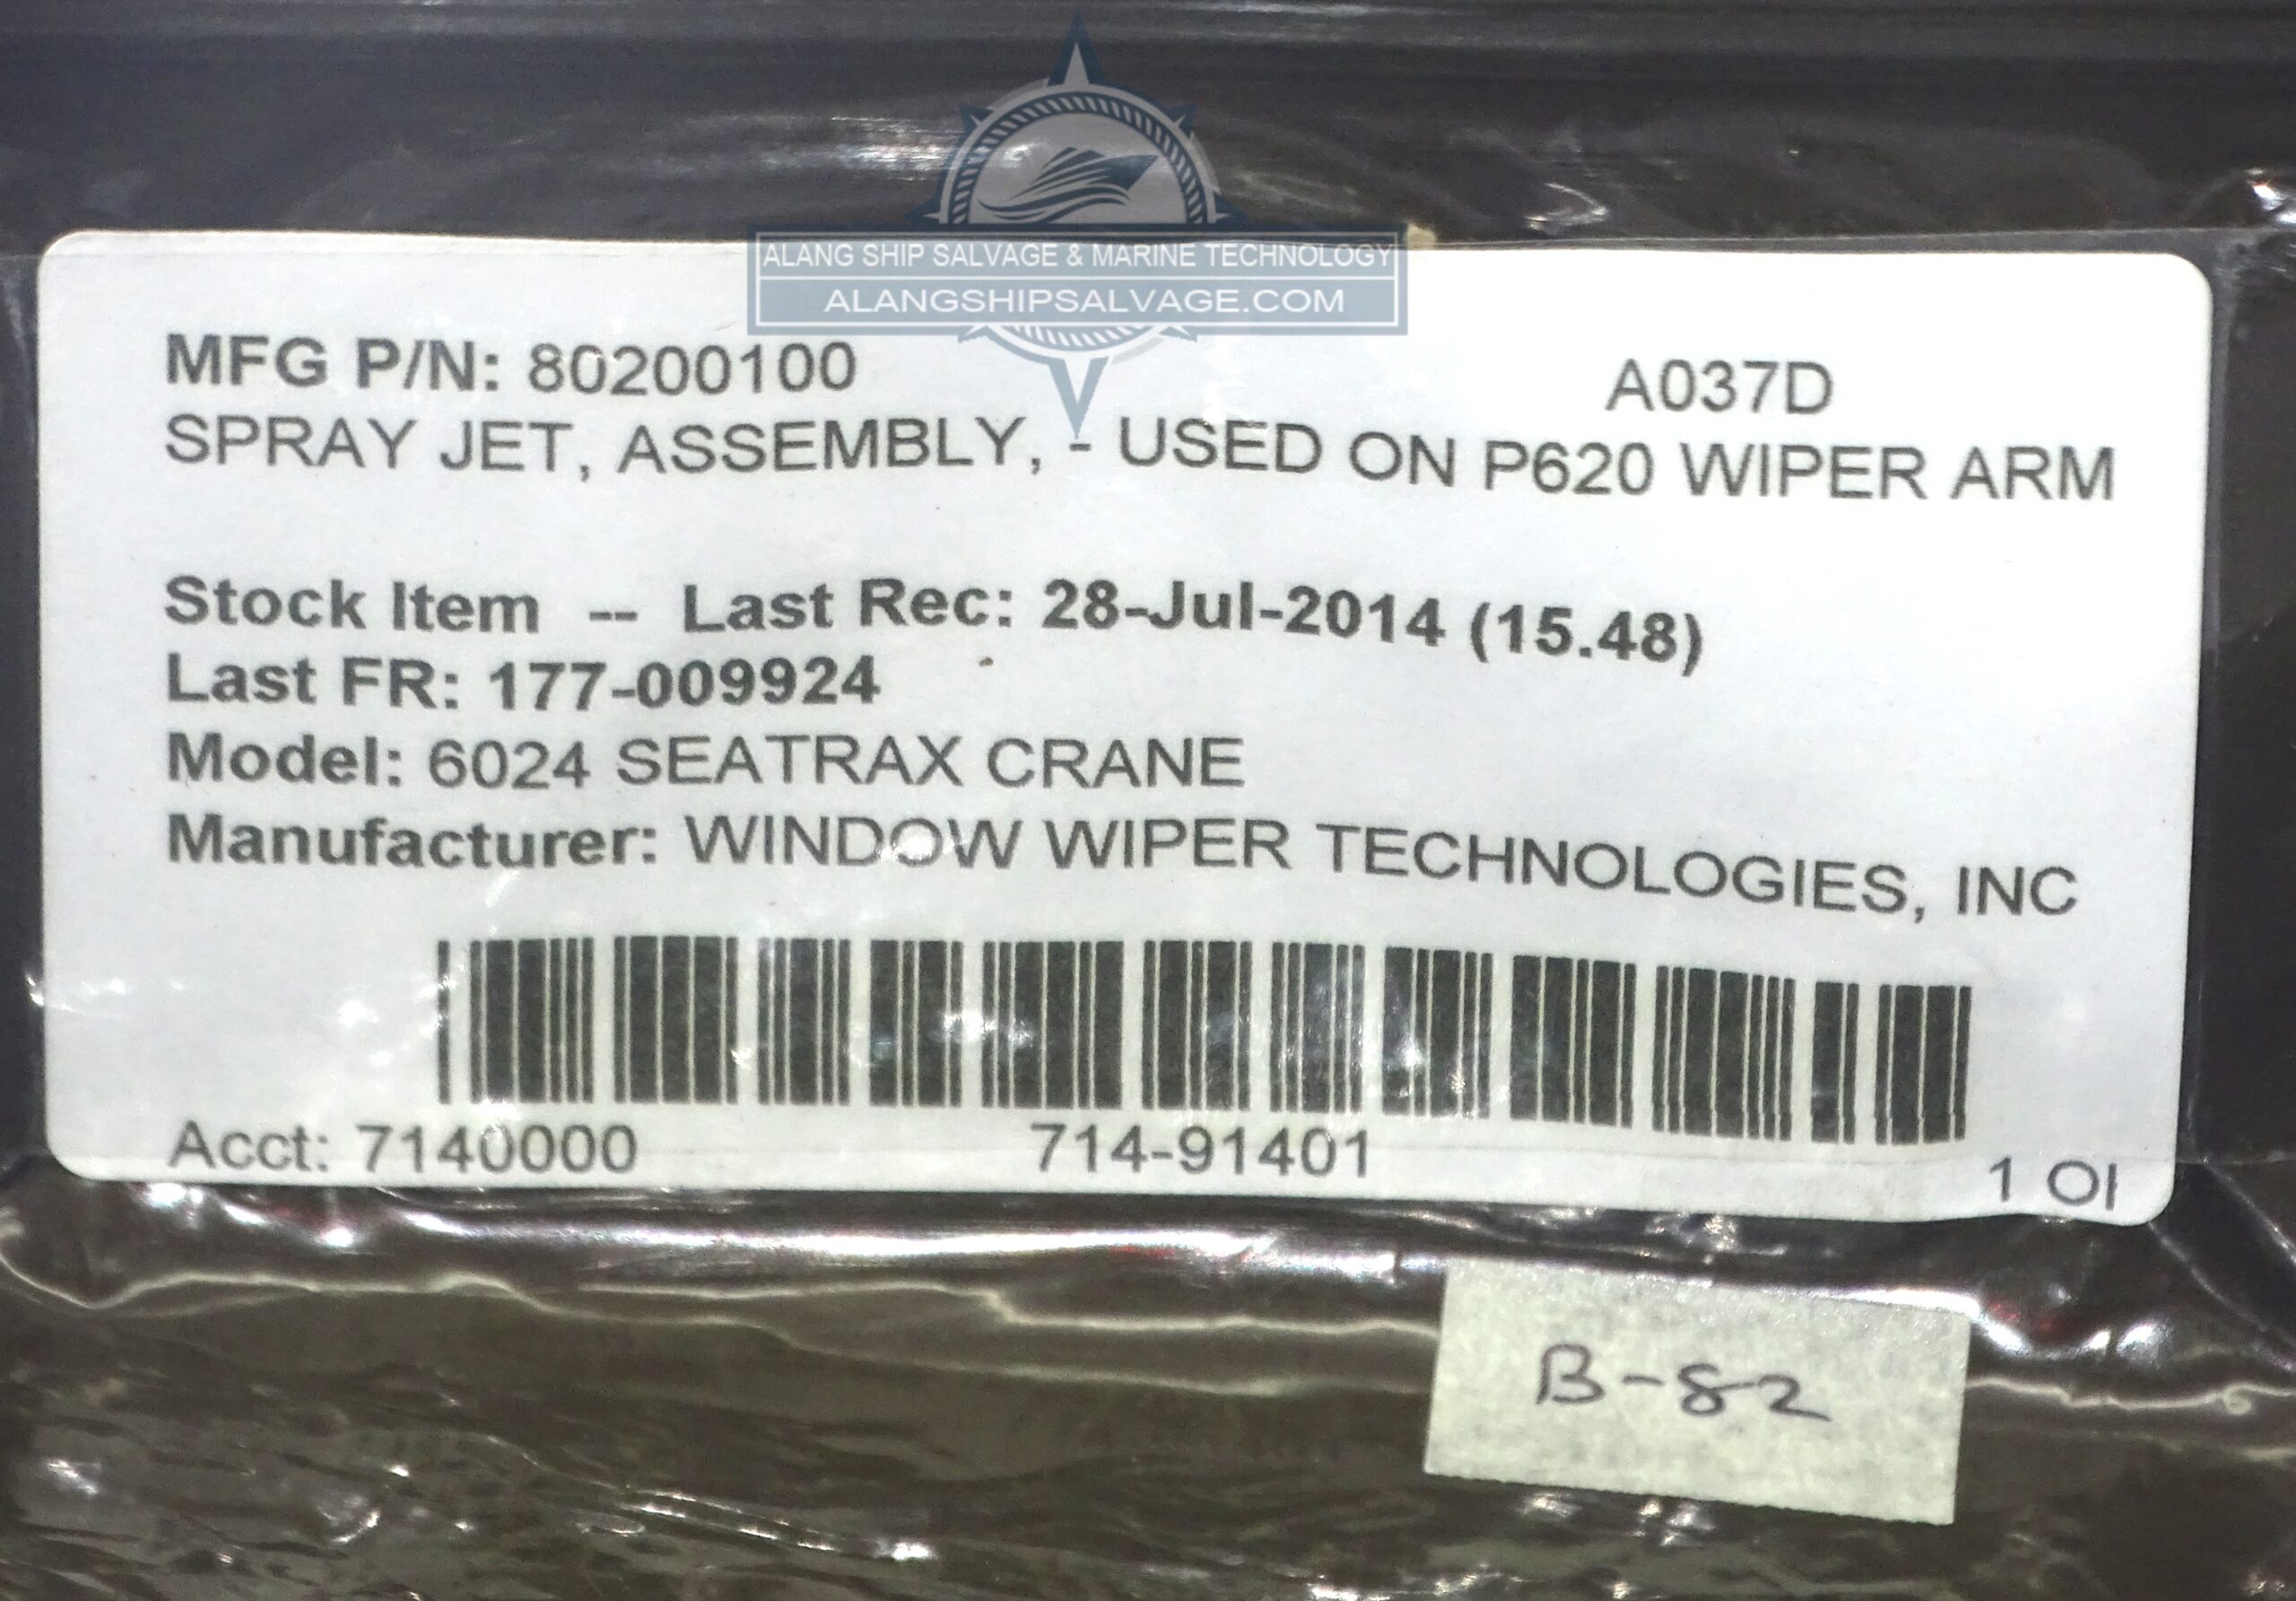 ALANG SHIP SALVAGE & MARINE TECHNOLOGY
ALANGSHIPSALVAGE.COM
MFG P/N: 80200100
A037D
SPRAY JET, ASSEMBLY, - USED ON P620 WIPER ARM
Stock Item -- Last Rec: 28-Jul-2014 (15.48)
Last FR: 177-009924
Model: 6024 SEATRAX CRANE
Manufacturer: WINDOW WIPER TECHNOLOGIES, INC
Acct: 7140000
714-91401
1 OI
B-82